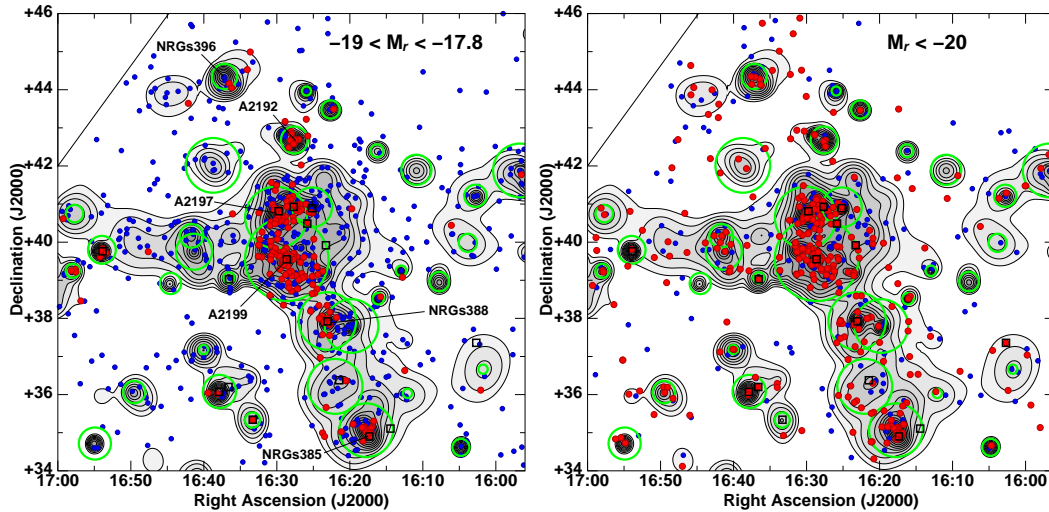 −19 < Mr < −17.8
+46
+44
+42
+40
+38
+36
+34
Declination (J2000)
NRGs396
A2192
A2197
A2199
NRGs388
NRGs385
17:00
16:50
16:40
16:30
16:20
16:10
16:00
Right Ascension (J2000)
Mr < −20
+46
+44
+42
+40
+38
+36
+34
Declination (J2000)
17:00
16:50
16:40
16:30
16:20
16:10
16:00
Right Ascension (J2000)